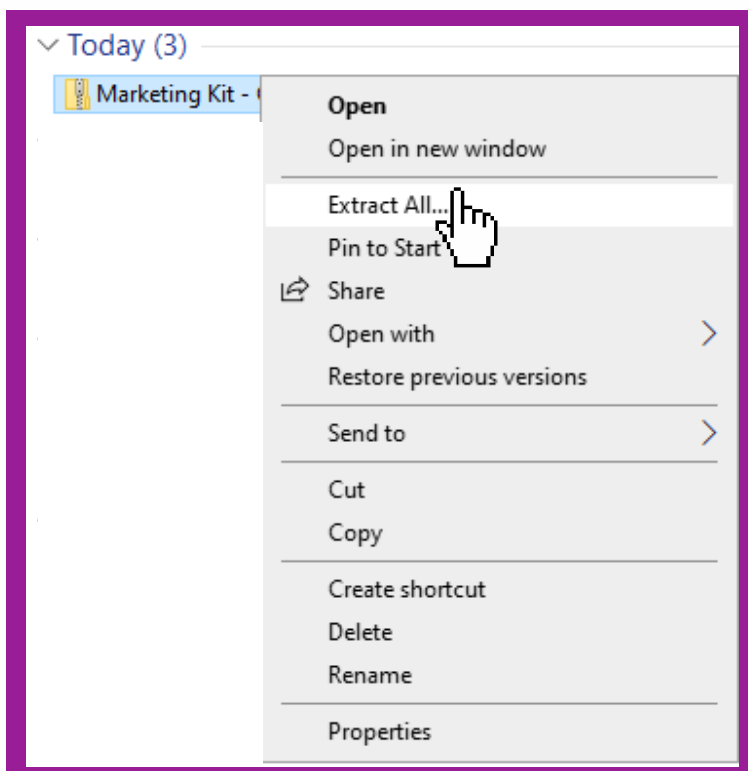 Today (3)
Marketing Kit -
Open
Open in new window
Extract All...
Pin to Start
Share
Open with
Restore previous versions
Send to
Cut
Copy
Create shortcut
Delete
Rename
Properties